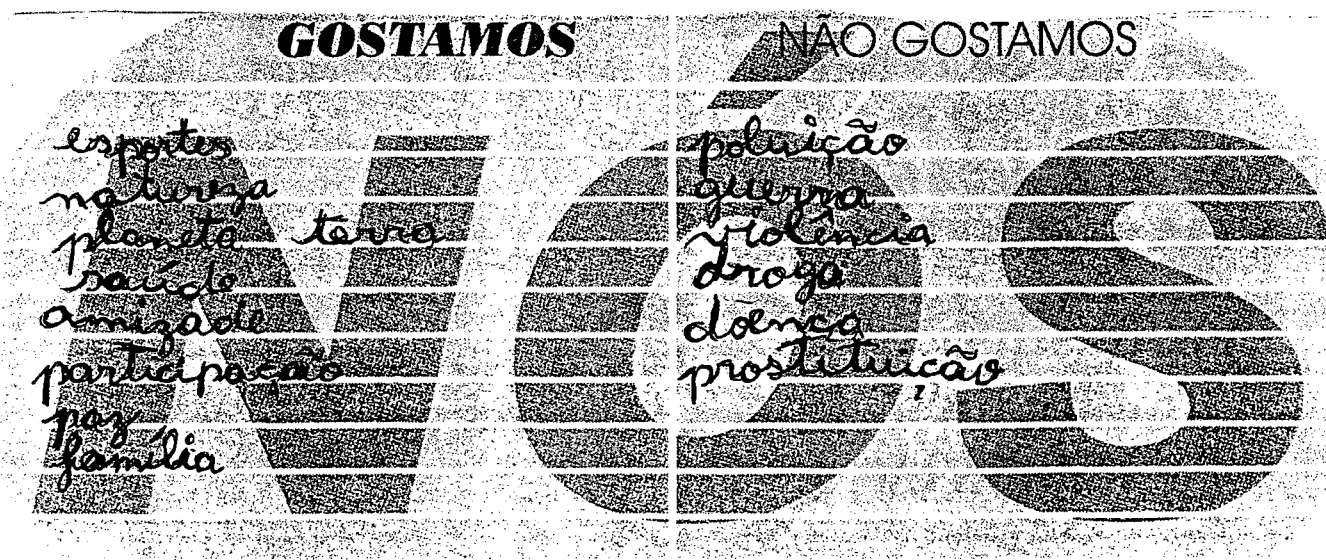 GOSTAMOS
esportes
natureza
planeta terra
saúde
amizade
participação
paz
família
NÃO GOSTAMOS
poluição
guerra
violência
droga
doença
prostituição
NÓS